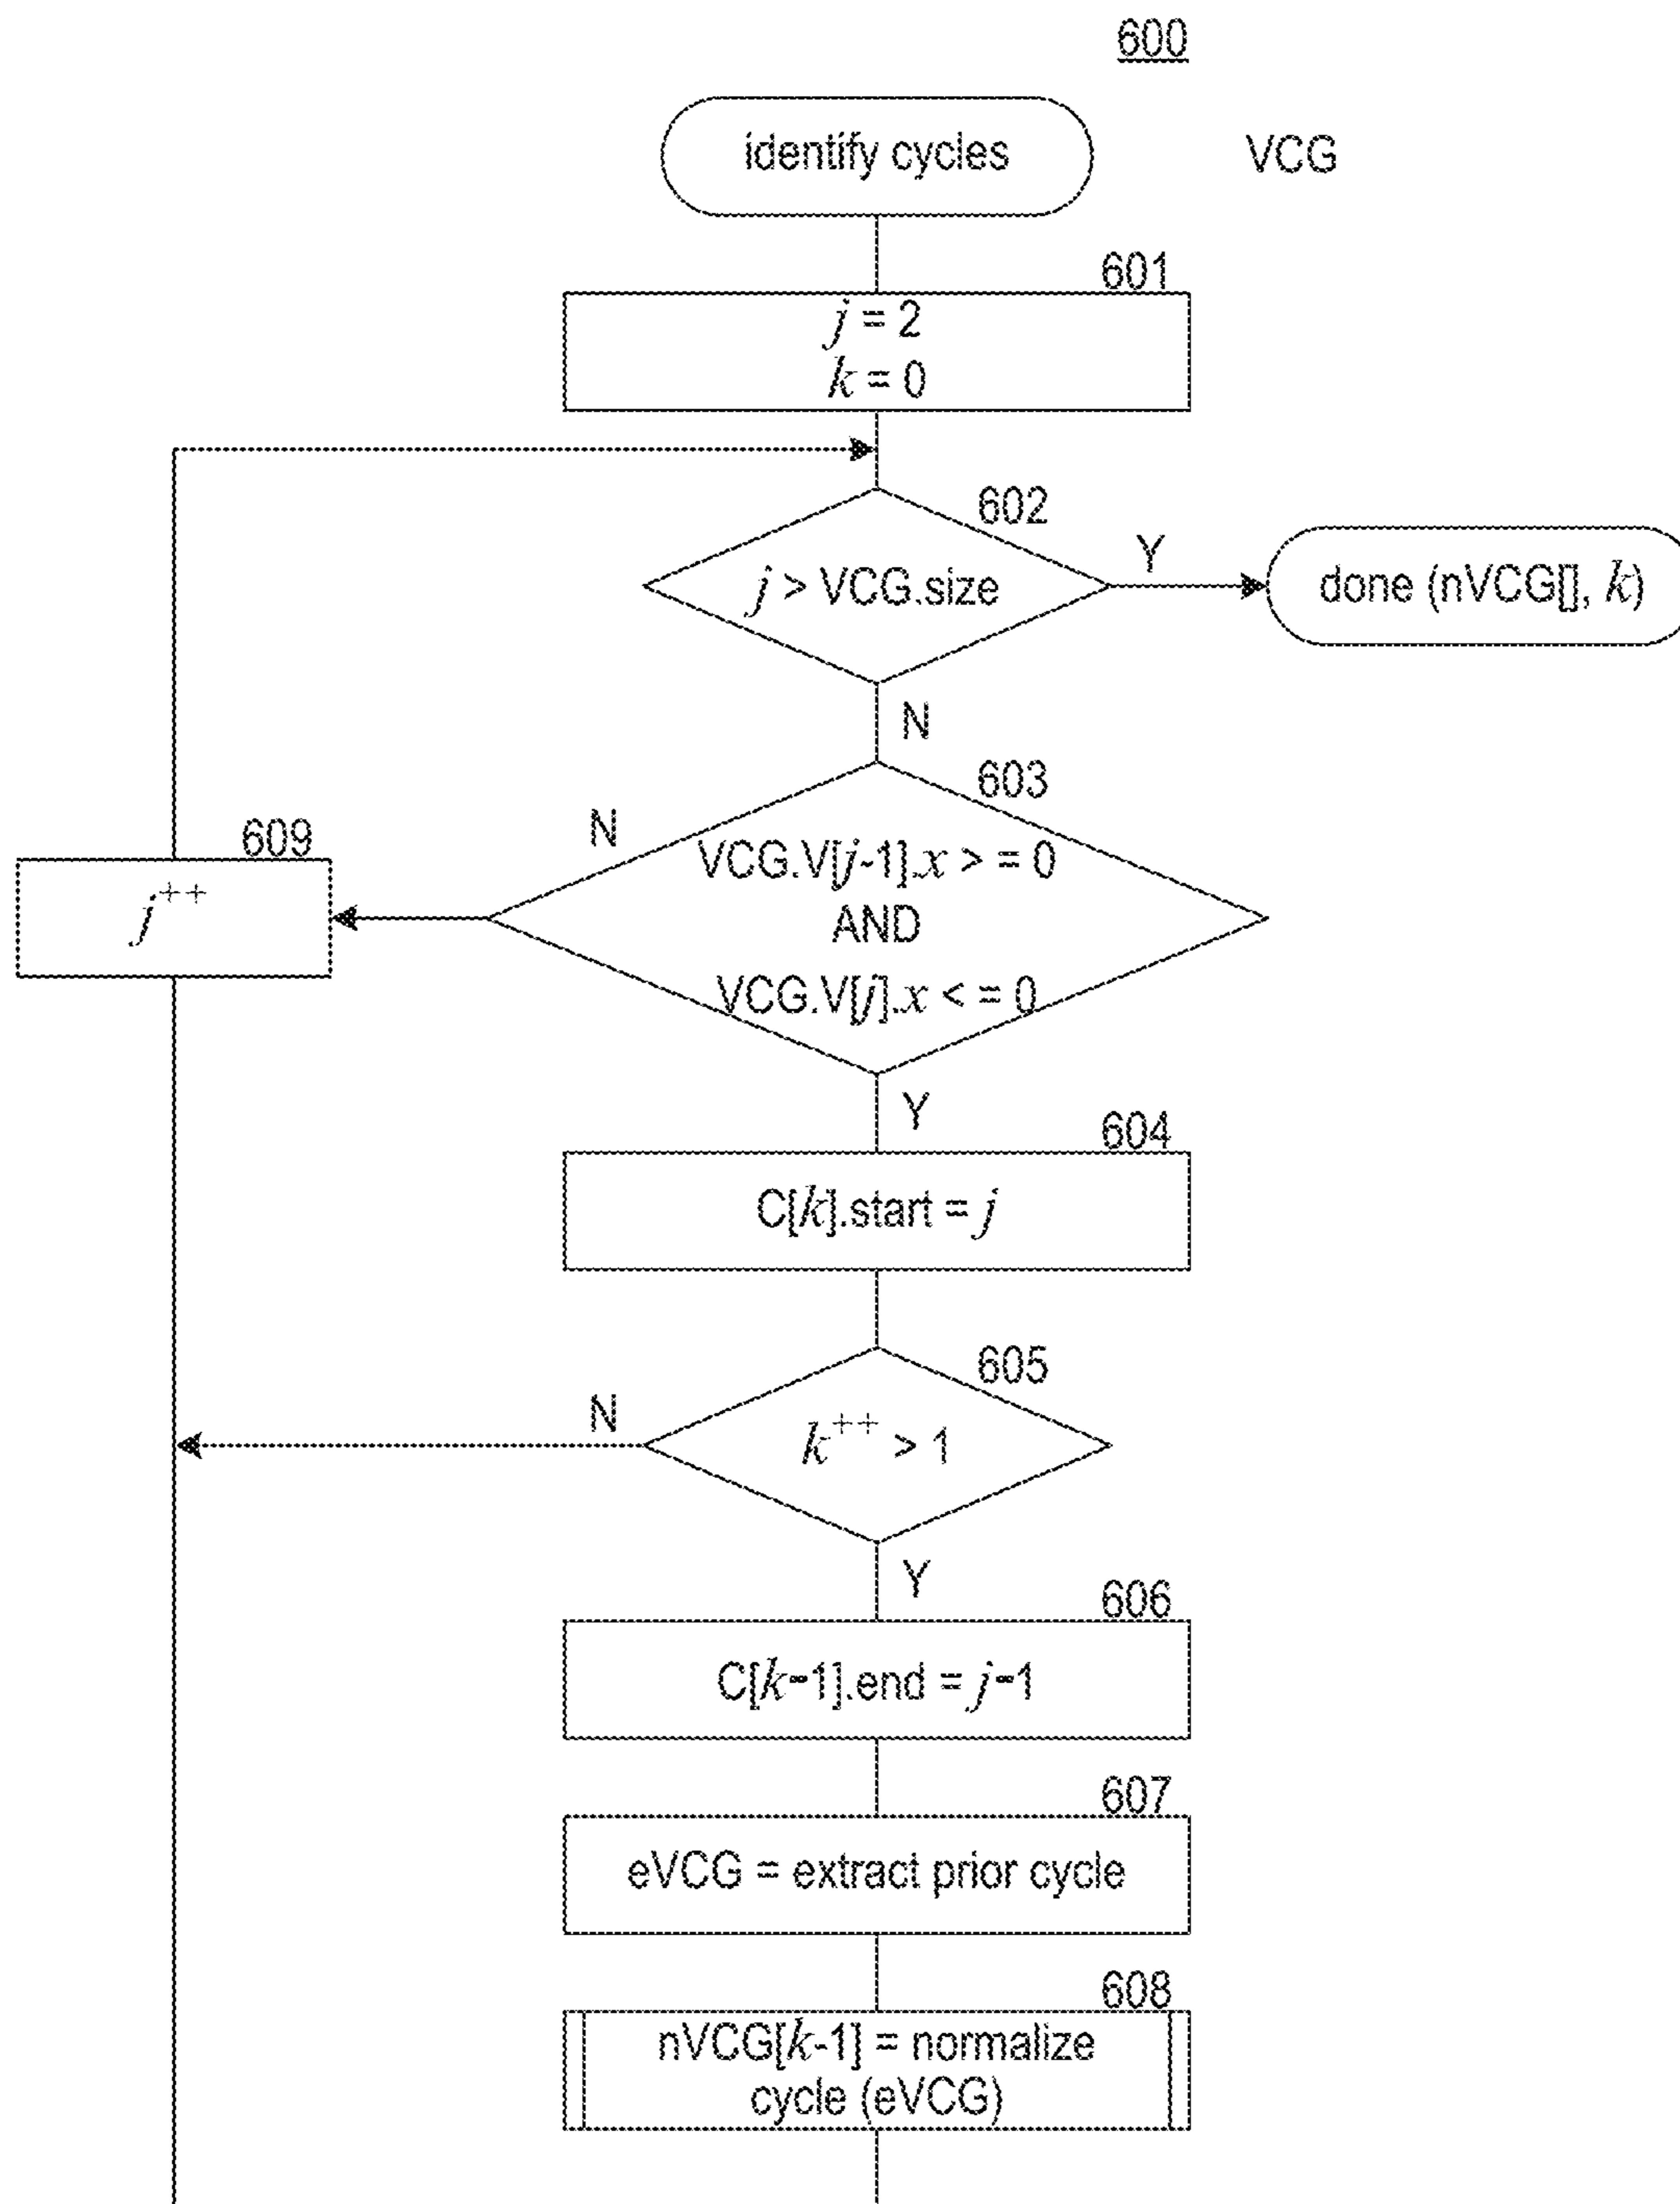 600
identify cycles
VCG
601
j = 2
k = 0
602
j > VCG.size
Y
done (nVCG[], k)
N
603
N
VCG.V[j-1].x > = 0
AND
VCG.V[j].x < = 0
609
j++
Y
604
C[k].start = j
605
N
k++ > 1
Y
606
C[k-1].end = j-1
607
eVCG = extract prior cycle
608
nVCG[k-1] = normalize
cycle (eVCG)